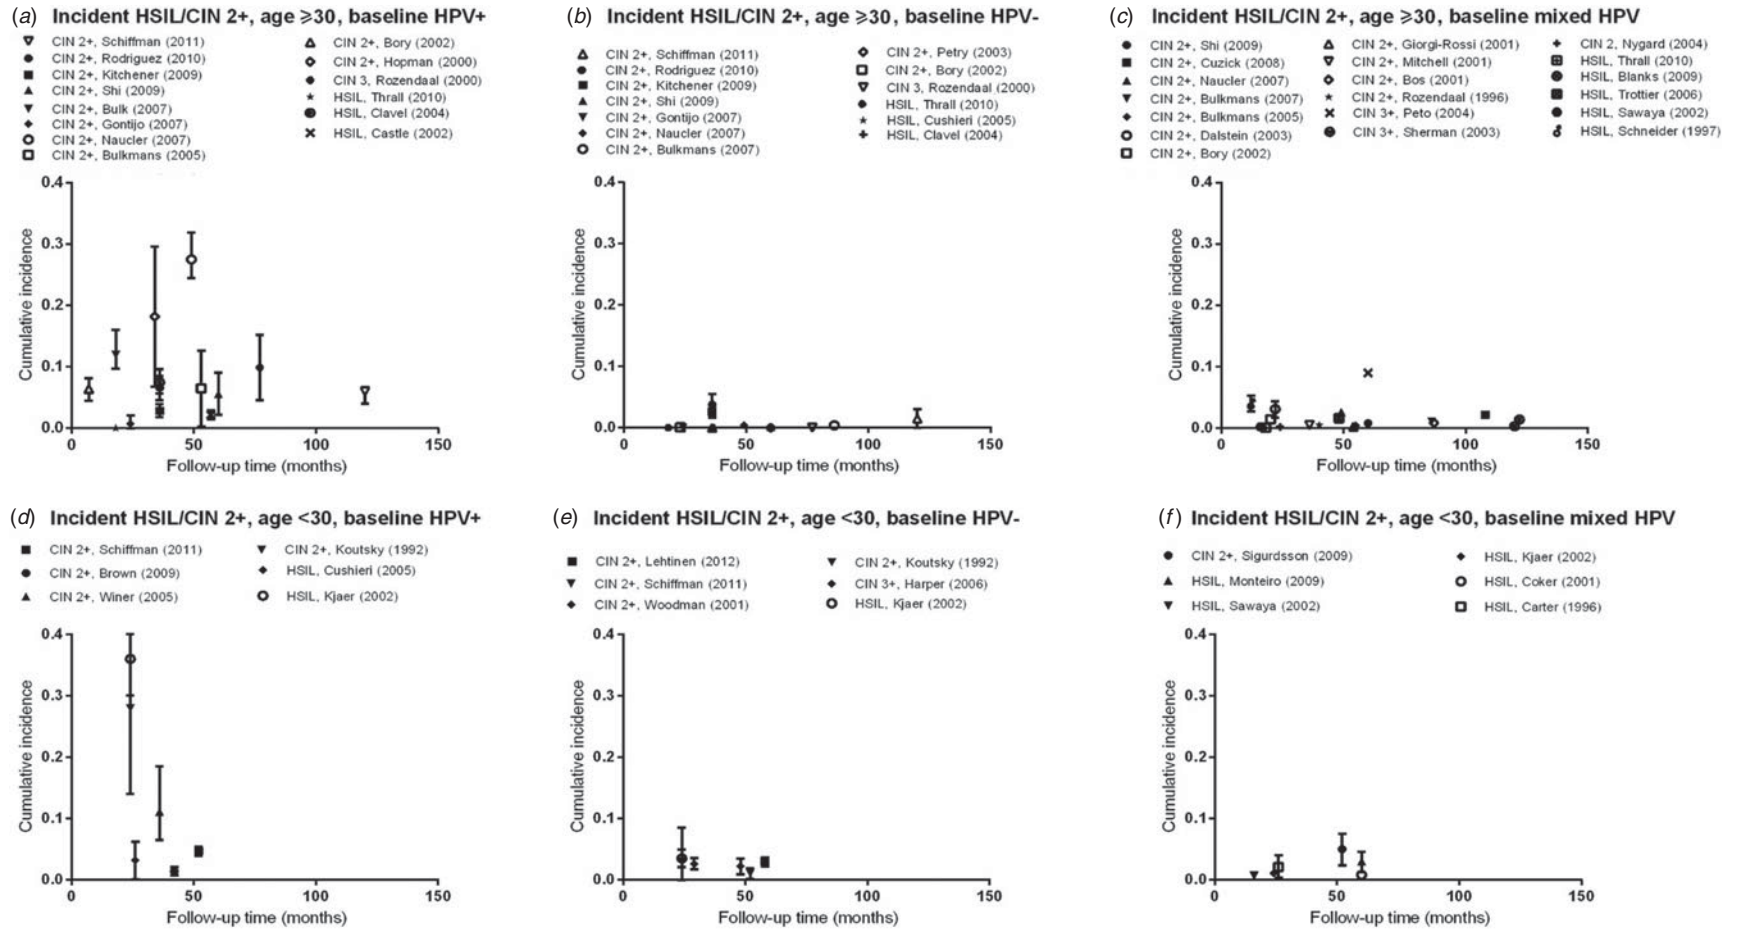 (a) Incident HSIL/CIN 2+, age ⩾30, baseline HPV+
CIN 2+, Schiffman (2011)
CIN 2+, Rodriguez (2010)
CIN 2+, Kitchener (2009)
CIN 2+, Shi (2009)
CIN 2+, Bulk (2007)
CIN 2+, Gontijo (2007)
CIN 2+, Naucler (2007)
CIN 2+, Bulkmans (2005)
CIN 2+, Bory (2002)
CIN 2+, Hopman (2000)
CIN 3, Rozendaal (2000)
HSIL, Thrall (2010)
HSIL, Clavel (2004)
HSIL, Castle (2002)
Cumulative incidence
0.4
0.3
0.2
0.1
0.0
0 50 100 150
Follow-up time (months)
(b) Incident HSIL/CIN 2+, age ⩾30, baseline HPV-
CIN 2+, Schiffman (2011)
CIN 2+, Rodriguez (2010)
CIN 2+, Kitchener (2009)
CIN 2+, Shi (2009)
CIN 2+, Gontijo (2007)
CIN 2+, Naucler (2007)
CIN 2+, Bulkmans (2007)
CIN 2+, Petry (2003)
CIN 2+, Bory (2002)
CIN 3, Rozendaal (2000)
HSIL, Thrall (2010)
HSIL, Cushieri (2005)
HSIL, Clavel (2004)
Cumulative incidence
0.4
0.3
0.2
0.1
0.0
0 50 100 150
Follow-up time (months)
(c) Incident HSIL/CIN 2+, age ⩾30, baseline mixed HPV
CIN 2+, Shi (2009)
CIN 2+, Cuzick (2008)
CIN 2+, Naucler (2007)
CIN 2+, Bulkmans (2007)
CIN 2+, Bulkmans (2005)
CIN 2+, Dalstein (2003)
CIN 2+, Bory (2002)
CIN 2+, Giorgi-Rossi (2001)
CIN 2+, Mitchell (2001)
CIN 2+, Bos (2001)
CIN 2+, Rozendaal (1996)
CIN 3+, Peto (2004)
CIN 3+, Sherman (2003)
CIN 2, Nygard (2004)
HSIL, Thrall (2010)
HSIL, Blanks (2009)
HSIL, Trottier (2006)
HSIL, Sawaya (2002)
HSIL, Schneider (1997)
Cumulative incidence
0.4
0.3
0.2
0.1
0.0
0 50 100 150
Follow-up time (months)
(d) Incident HSIL/CIN 2+, age <30, baseline HPV+
CIN 2+, Schiffman (2011)
CIN 2+, Brown (2009)
CIN 2+, Winer (2005)
CIN 2+, Koutsky (1992)
HSIL, Cushieri (2005)
HSIL, Kjaer (2002)
Cumulative incidence
0.4
0.3
0.2
0.1
0.0
0 50 100 150
Follow-up time (months)
(e) Incident HSIL/CIN 2+, age <30, baseline HPV-
CIN 2+, Lehtinen (2012)
CIN 2+, Schiffman (2011)
CIN 2+, Woodman (2001)
CIN 2+, Koutsky (1992)
CIN 3+, Harper (2006)
HSIL, Kjaer (2002)
Cumulative incidence
0.4
0.3
0.2
0.1
0.0
0 50 100 150
Follow-up time (months)
(f) Incident HSIL/CIN 2+, age <30, baseline mixed HPV
CIN 2+, Sigurdsson (2009)
HSIL, Monteiro (2009)
HSIL, Sawaya (2002)
HSIL, Kjaer (2002)
HSIL, Coker (2001)
HSIL, Carter (1996)
Cumulative incidence
0.4
0.3
0.2
0.1
0.0
0 50 100 150
Follow-up time (months)